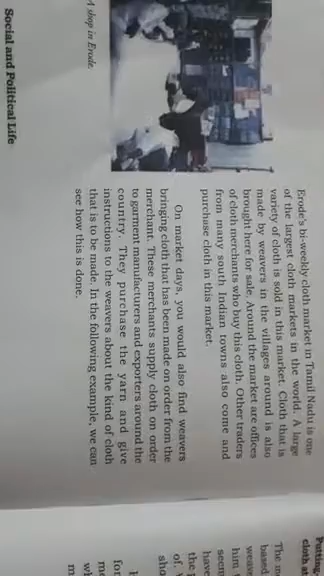 Erode's bi-weekly cloth market in Tamil Nadu is one
of the largest cloth markets in the world. A large
variety of cloth is sold in this market. Cloth that is
made by weavers in the villages around is also
brought here for sale. Around the market are offices
of cloth merchants who buy this cloth. Other traders
from many south Indian towns also come and
purchase cloth in this market.
On market days, you would also find weavers
bringing cloth that has been made on order from the
merchant. These merchants supply cloth on order
to garment manufacturers and exporters around the
country. They purchase the yarn and give
instructions to the weavers about the kind of cloth
that is to be made. In the following example, we can
see how this is done.
A shop in Erode.
Social and Political Life
Putting
cloth at
The m
based
weav
him
seem
have
the
of
sho
for
m
wh
m